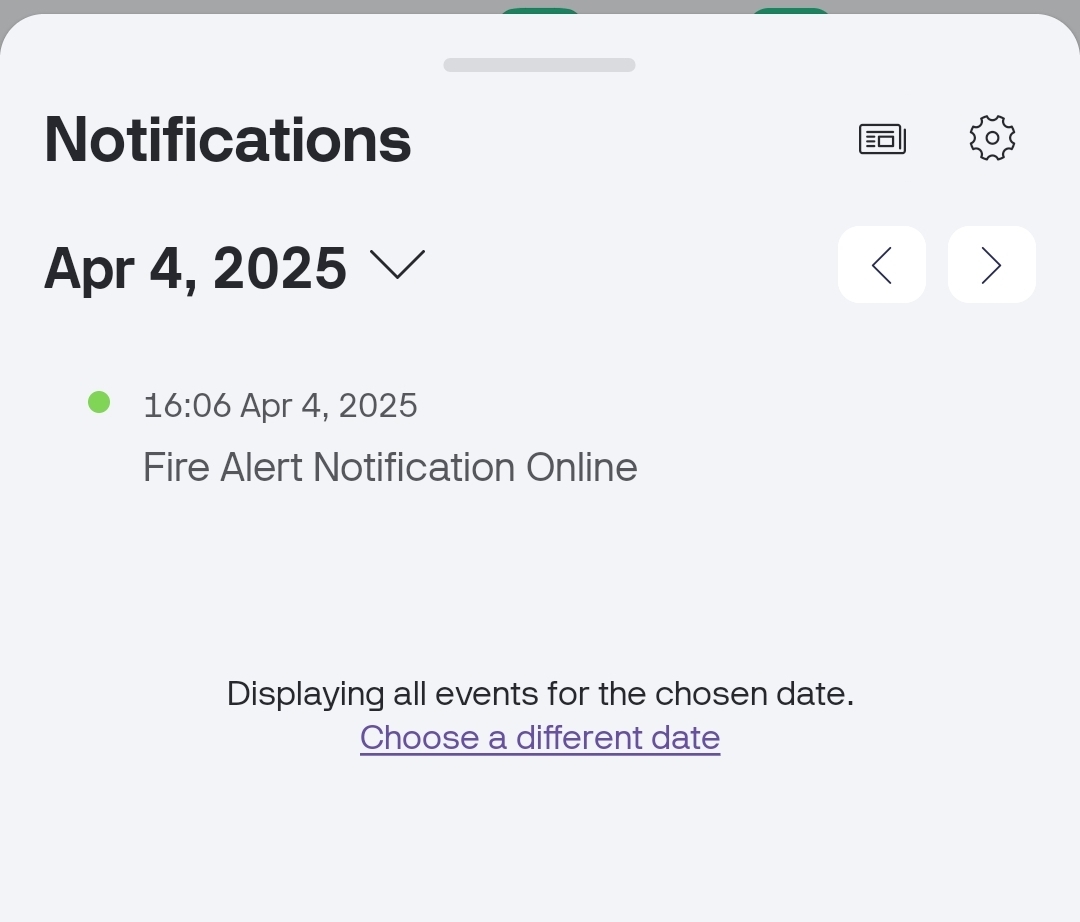 Notifications
Apr 4, 2025
16:06 Apr 4, 2025
Fire Alert Notification Online
Displaying all events for the chosen date.
Choose a different date